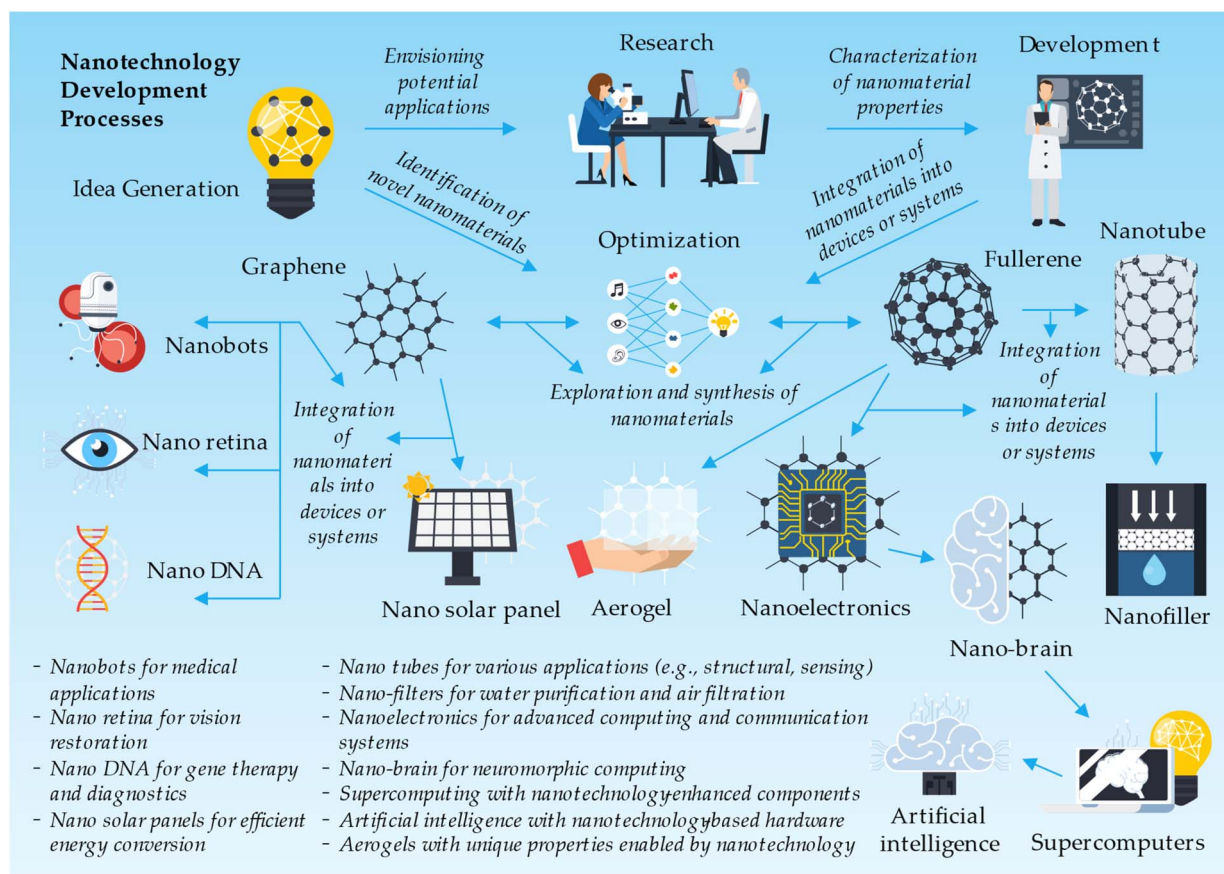 Nanotechnology
Development
Processes
Idea Generation
Envisioning
potential
applications
Research
Characterization
of nanomaterial
properties
Development
Identification of
novel nanomaterials
Optimization
Integration of
nanomaterials into
devices or systems
Graphene
Fullerene
Nanotube
Nanobots
Exploration and synthesis of
nanomaterials
Integration
of
nanomaterial
s into devices
or systems
Nano retina
Integration
of
nanomateri
als into
devices or
systems
Nano DNA
Nano solar panel
Aerogel
Nanoelectronics
Nanofiller
Nano-brain
- Nanobots for medical
applications
- Nano retina for vision
restoration
- Nano DNA for gene therapy
and diagnostics
- Nano solar panels for efficient
energy conversion
- Nano tubes for various applications (e.g., structural, sensing)
- Nano-filters for water purification and air filtration
- Nanoelectronics for advanced computing and communication
systems
- Nano-brain for neuromorphic computing
- Supercomputing with nanotechnology-enhanced components
- Artificial intelligence with nanotechnology-based hardware
- Aerogels with unique properties enabled by nanotechnology
Artificial
intelligence
Supercomputers